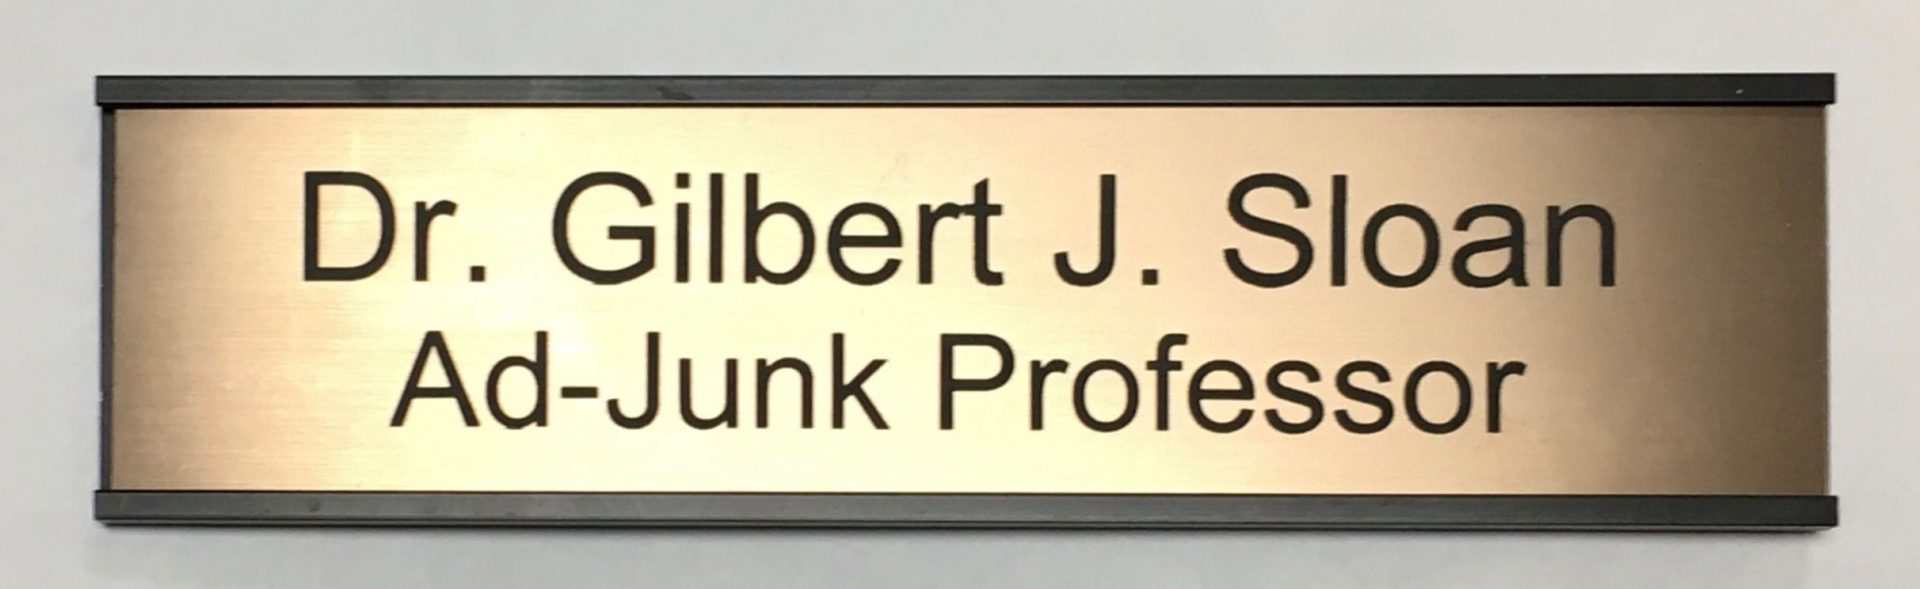 Dr. Gilbert J. Sloan
Ad-Junk Professor